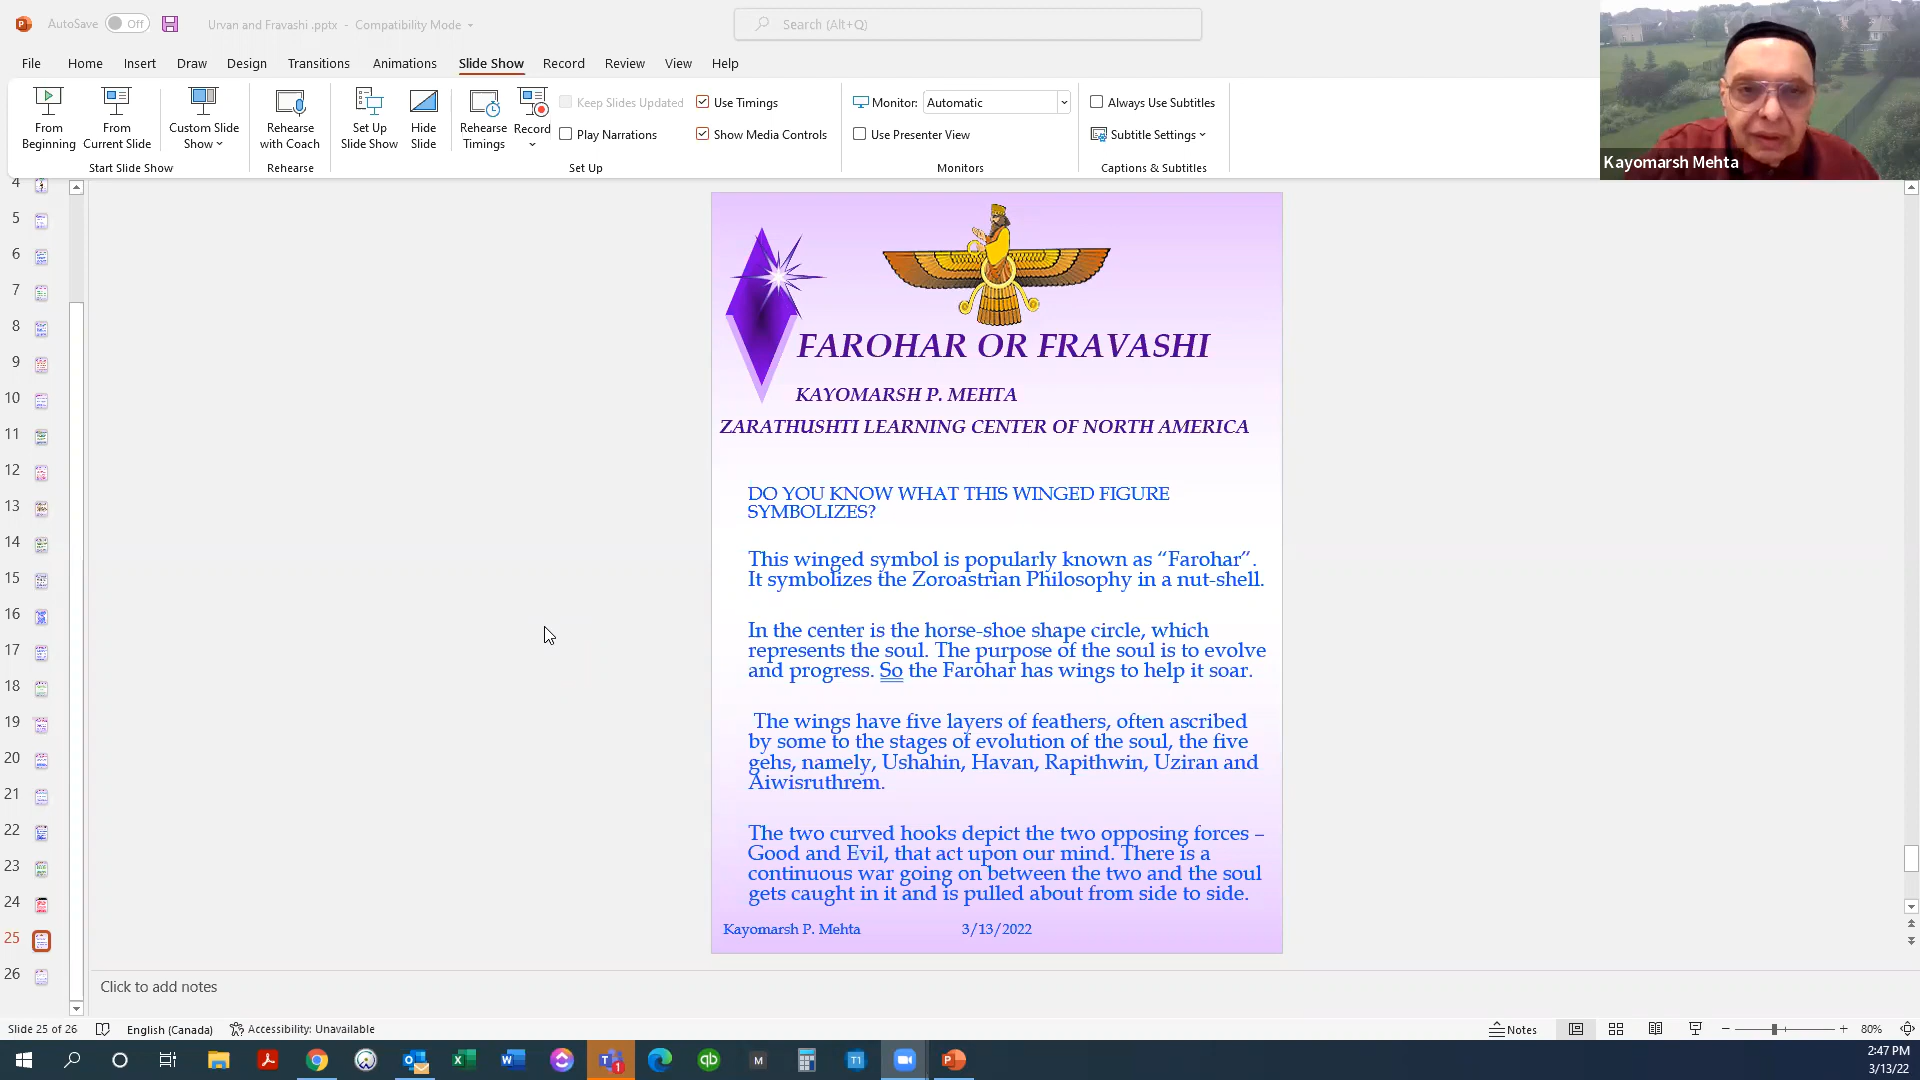 AutoSave
Off
Urvan and Fravashi .pptx - Compatibility Mode
Search (Alt+Q)
File
Home
Insert
Draw
Design
Transitions
Animations
Slide Show
Record
Review
View
Help
From Beginning
From Current Slide
Custom Slide Show
Rehearse with Coach
Set Up Slide Show
Hide Slide
Rehearse Timings
Record
Keep Slides Updated
Play Narrations
Use Timings
Show Media Controls
Monitor: Automatic
Use Presenter View
Always Use Subtitles
Subtitle Settings
Start Slide Show
Rehearse
Set Up
Monitors
Captions & Subtitles
Kayomarsh Mehta
4
5
6
7
8
9
10
11
12
13
14
15
16
17
18
19
20
21
22
23
24
25
26
FAROHAR OR FRAVASHI
KAYOMARSH P. MEHTA
ZARATHUSHTI LEARNING CENTER OF NORTH AMERICA
DO YOU KNOW WHAT THIS WINGED FIGURE
SYMBOLIZES?
This winged symbol is popularly known as “Farohar”.
It symbolizes the Zoroastrian Philosophy in a nut-shell.
In the center is the horse-shoe shape circle, which
represents the soul. The purpose of the soul is to evolve
and progress. So the Farohar has wings to help it soar.
The wings have five layers of feathers, often ascribed
by some to the stages of evolution of the soul, the five
gehs, namely, Ushahin, Havan, Rapithwin, Uziran and
Aiwisruthrem.
The two curved hooks depict the two opposing forces –
Good and Evil, that act upon our mind. There is a
continuous war going on between the two and the soul
gets caught in it and is pulled about from side to side.
Kayomarsh P. Mehta
3/13/2022
Click to add notes
Slide 25 of 26
English (Canada)
Accessibility: Unavailable
Notes
80%
2:47 PM
3/13/22